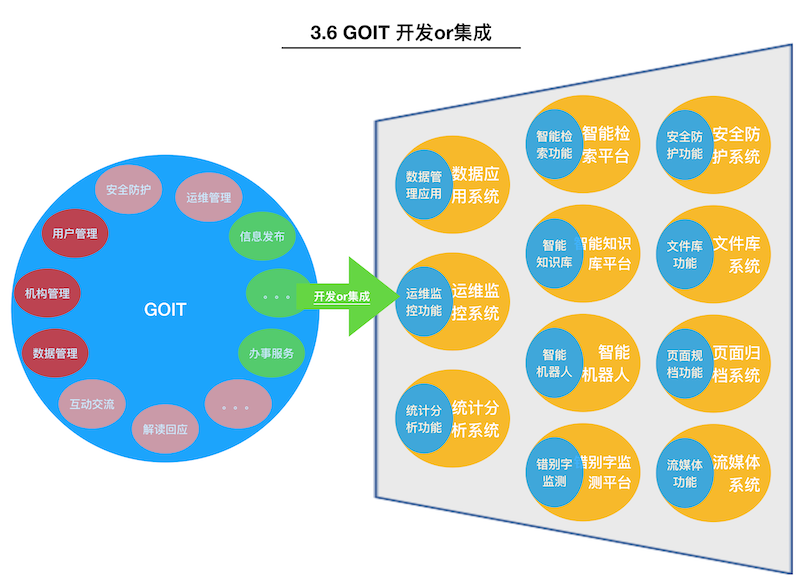 3.6 GOIT 开发or集成
安全防护
运维管理
用户管理
信息发布
机构管理
...
GOIT
数据管理
办事服务
互动交流
...
解读回应
开发or集成
数据管
理应用
数据应
用系统
运维监
控功能
运维监
控系统
统计分
析功能
统计分
析系统
智能检
索功能
智能检
索平台
智能
知识库
智能知识
库平台
智能
机器人
智能
机器人
错别字
监测
错别字监
测平台
安全防
护功能
安全防
护系统
文件库
功能
文件库
系统
页面规
档功能
页面归
档系统
流媒体
功能
流媒体
系统